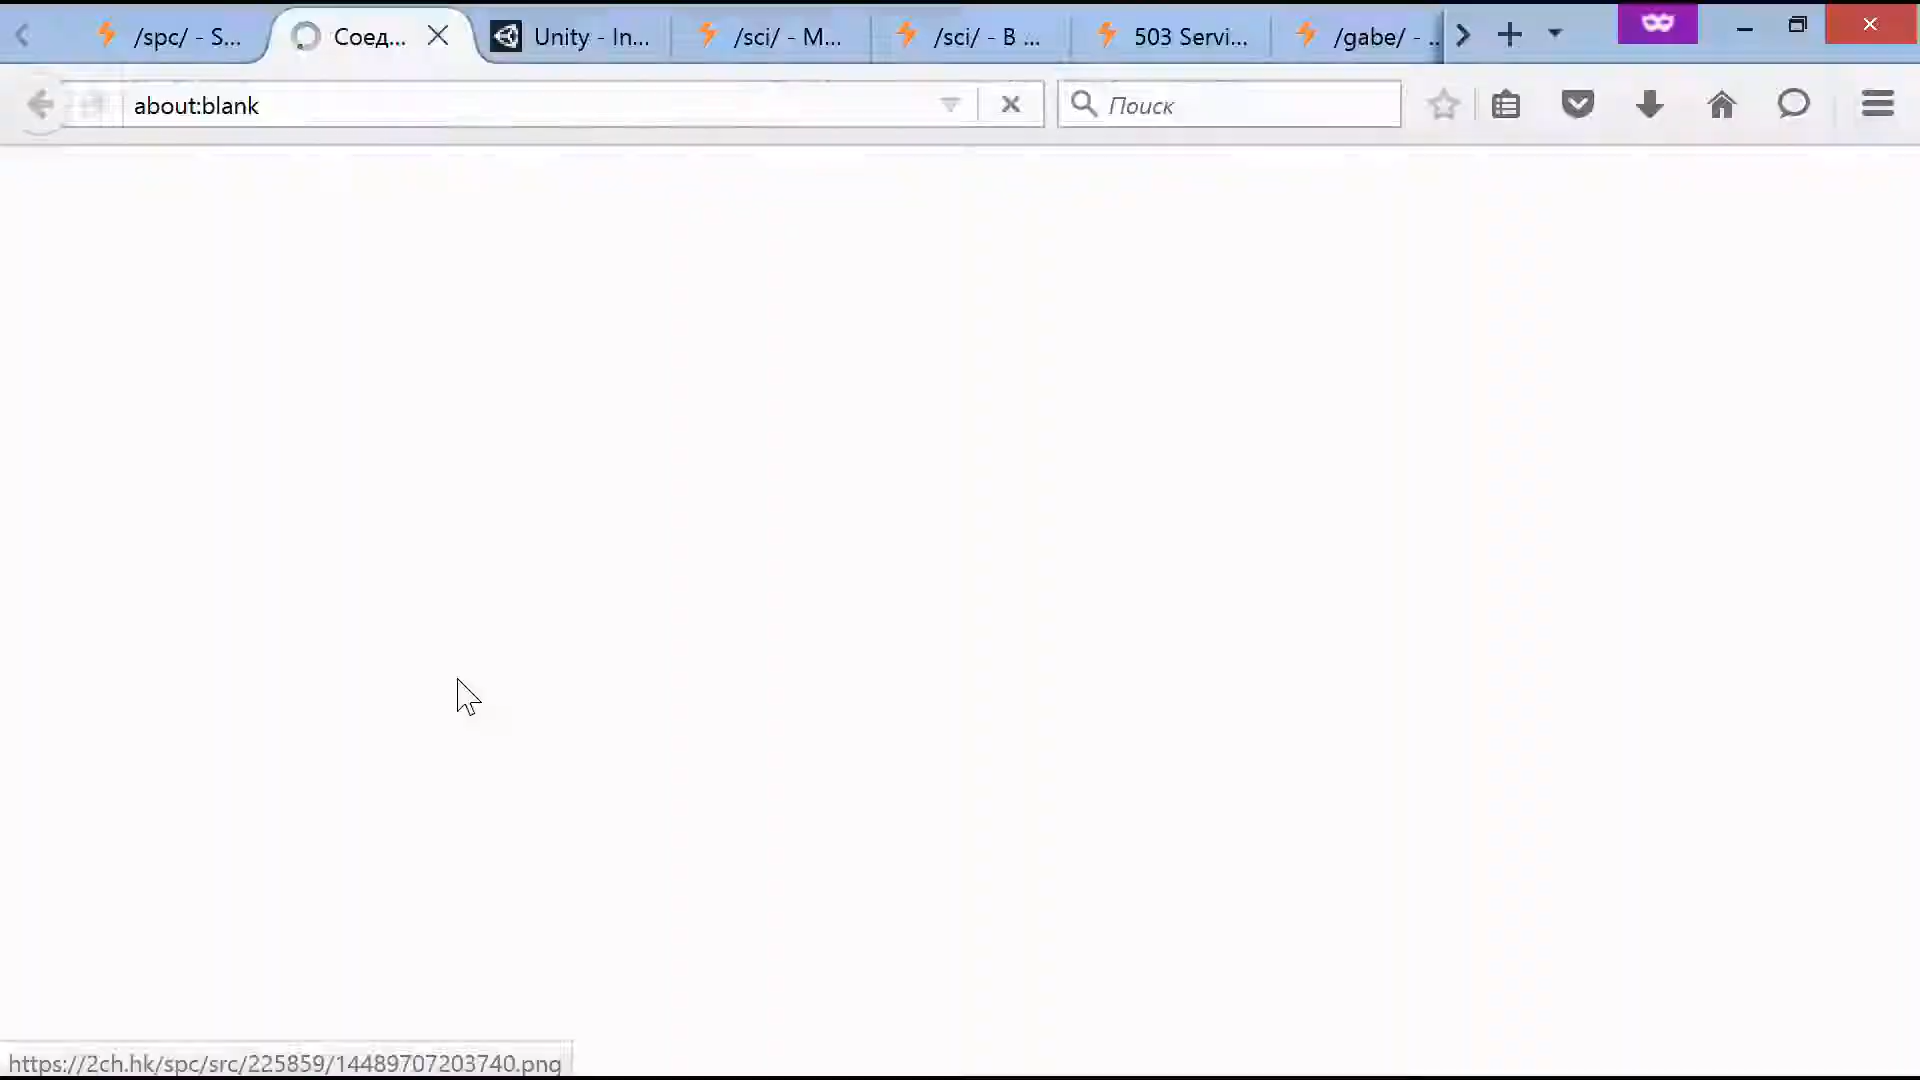 /spc/ - S...
Соед...
Unity - In...
/sci/ - M...
/sci/ - B ...
503 Servi...
/gabe/ - ..
about:blank
Поиск
https://2ch.hk/spc/src/225859/14489707203740.png